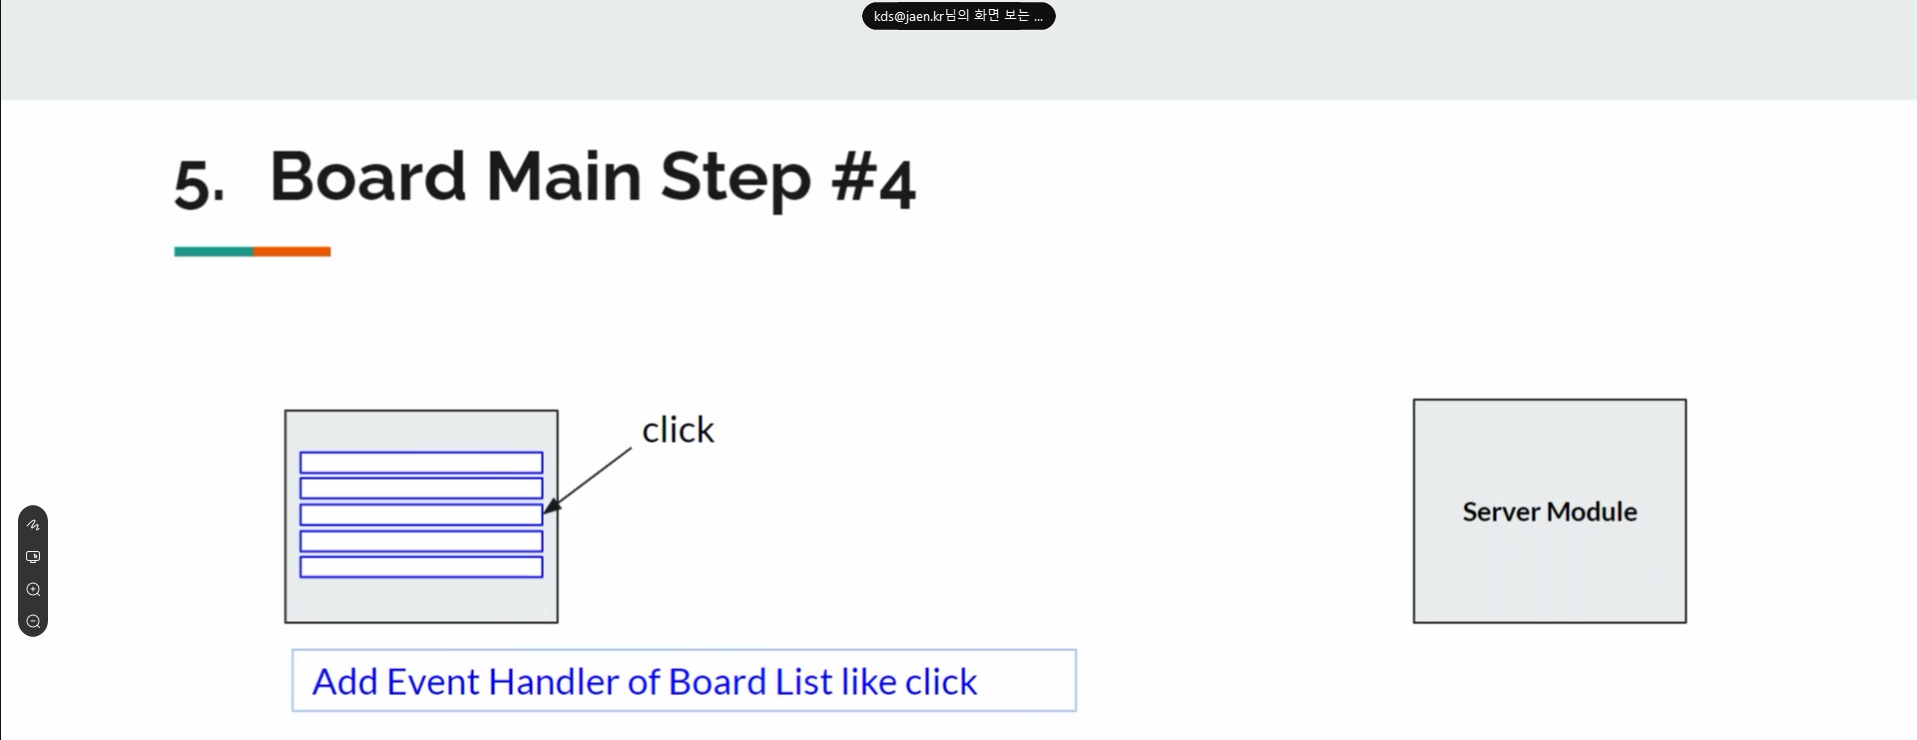 kds@jaen.kr님의 화면 보는 ...
5. Board Main Step #4
click
Server Module
Add Event Handler of Board List like click